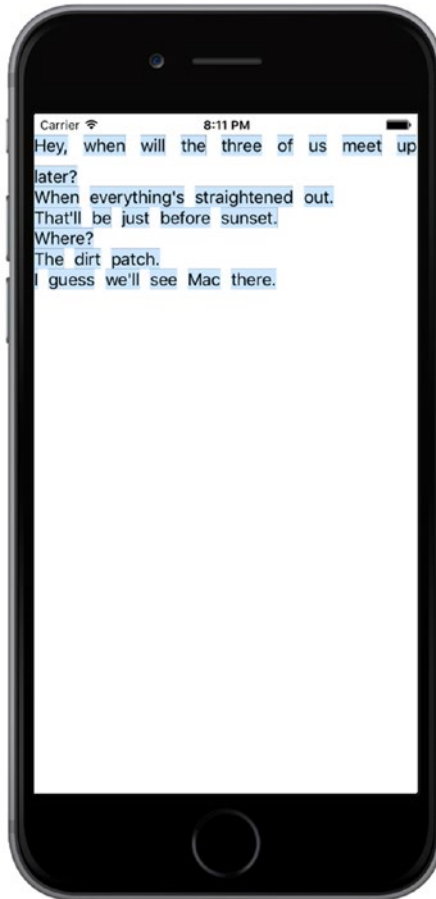 Carrier 8:11 PM
Hey, when will the three of us meet up
later?
When everything's straightened out.
That'll be just before sunset.
Where?
The dirt patch.
I guess we'll see Mac there.